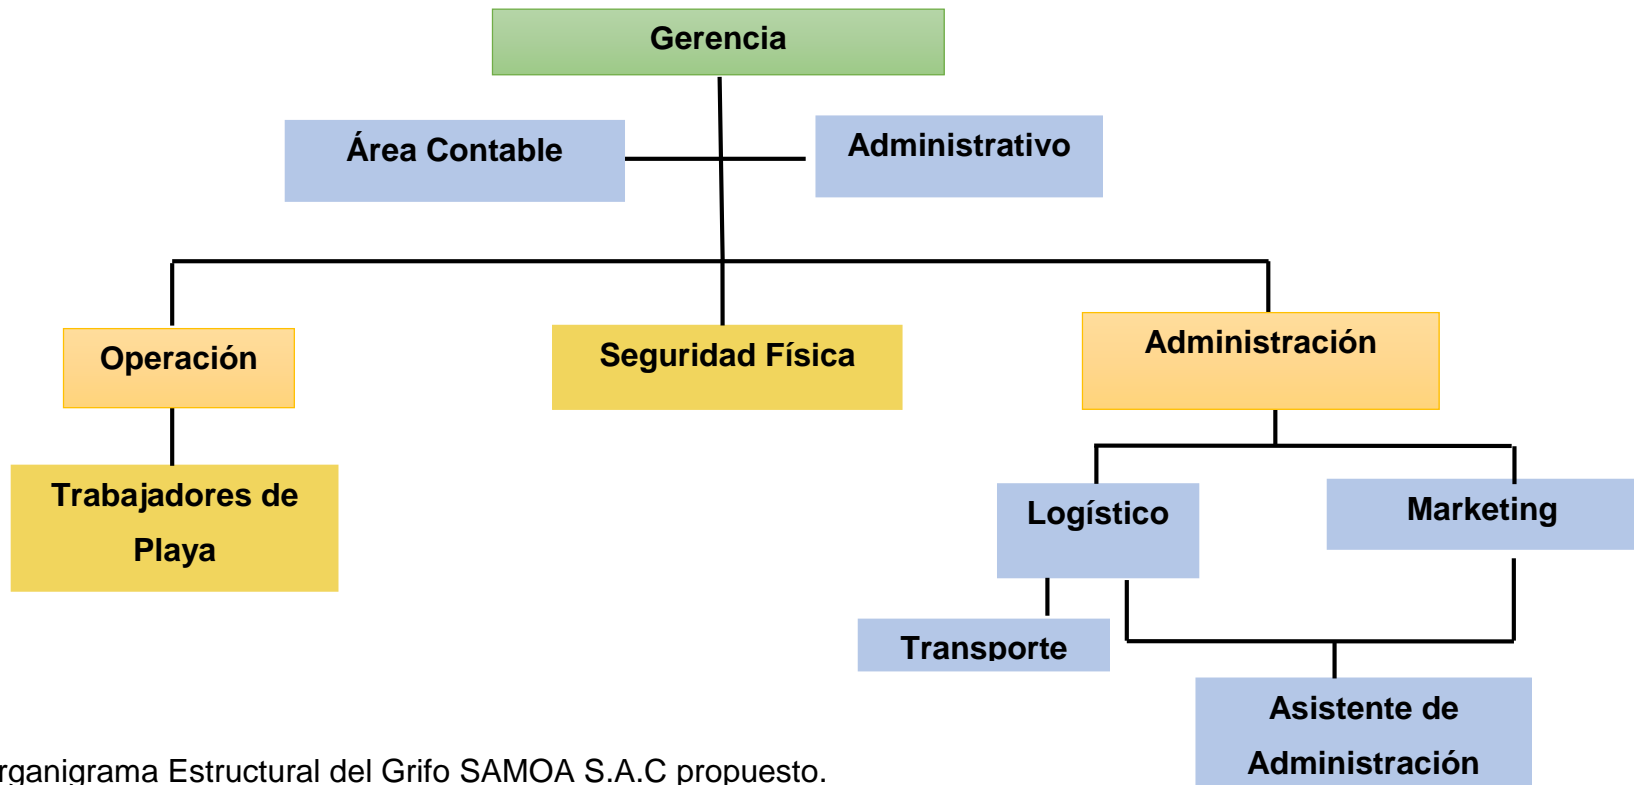 Gerencia
Área Contable
Administrativo
Operación
Seguridad Física
Administración
Trabajadores de
Playa
Logístico
Marketing
Transporte
Asistente de
Administración
rganigrama Estructural del Grifo SAMOA S.A.C propuesto.